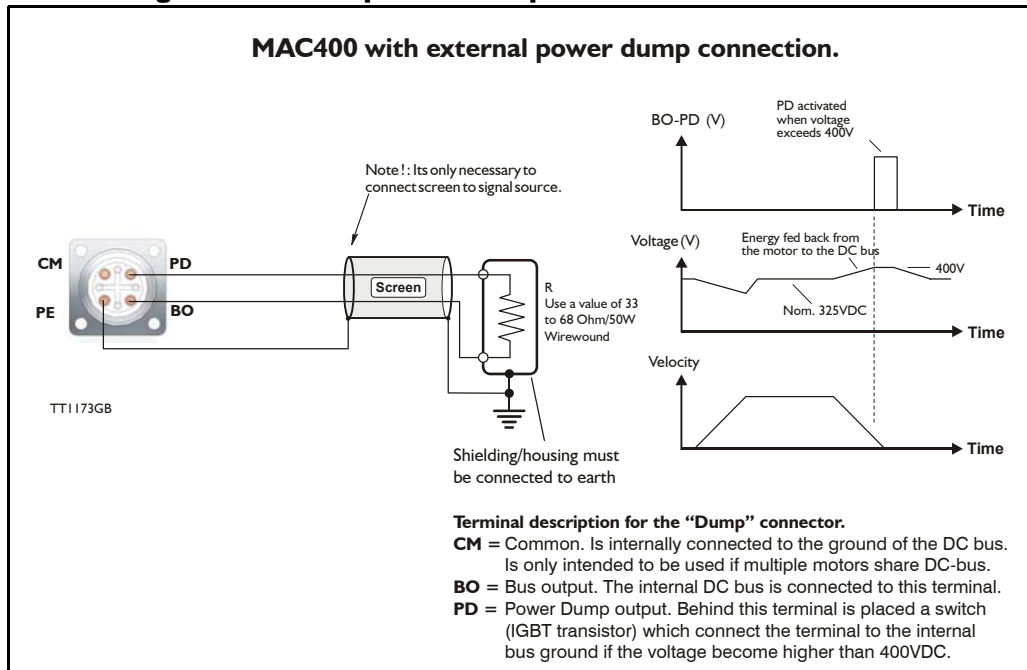 MAC400 with external power dump connection.
Note!: Its only necessary to
connect screen to signal source.
CM
PD
PE
BO
Screen
R
Use a value of 33
to 68 Ohm/50W
Wirewound
TT1173GB
Shielding/housing must
be connected to earth
BO-PD (V)
PD activated
when voltage
exceeds 400V
Time
Voltage (V)
Energy fed back from
the motor to the DC bus
400V
Nom. 325VDC
Time
Velocity
Time
Terminal description for the “Dump” connector.
CM = Common. Is internally connected to the ground of the DC bus.
Is only intended to be used if multiple motors share DC-bus.
BO = Bus output. The internal DC bus is connected to this terminal.
PD = Power Dump output. Behind this terminal is placed a switch
(IGBT transistor) which connect the terminal to the internal
bus ground if the voltage become higher than 400VDC.